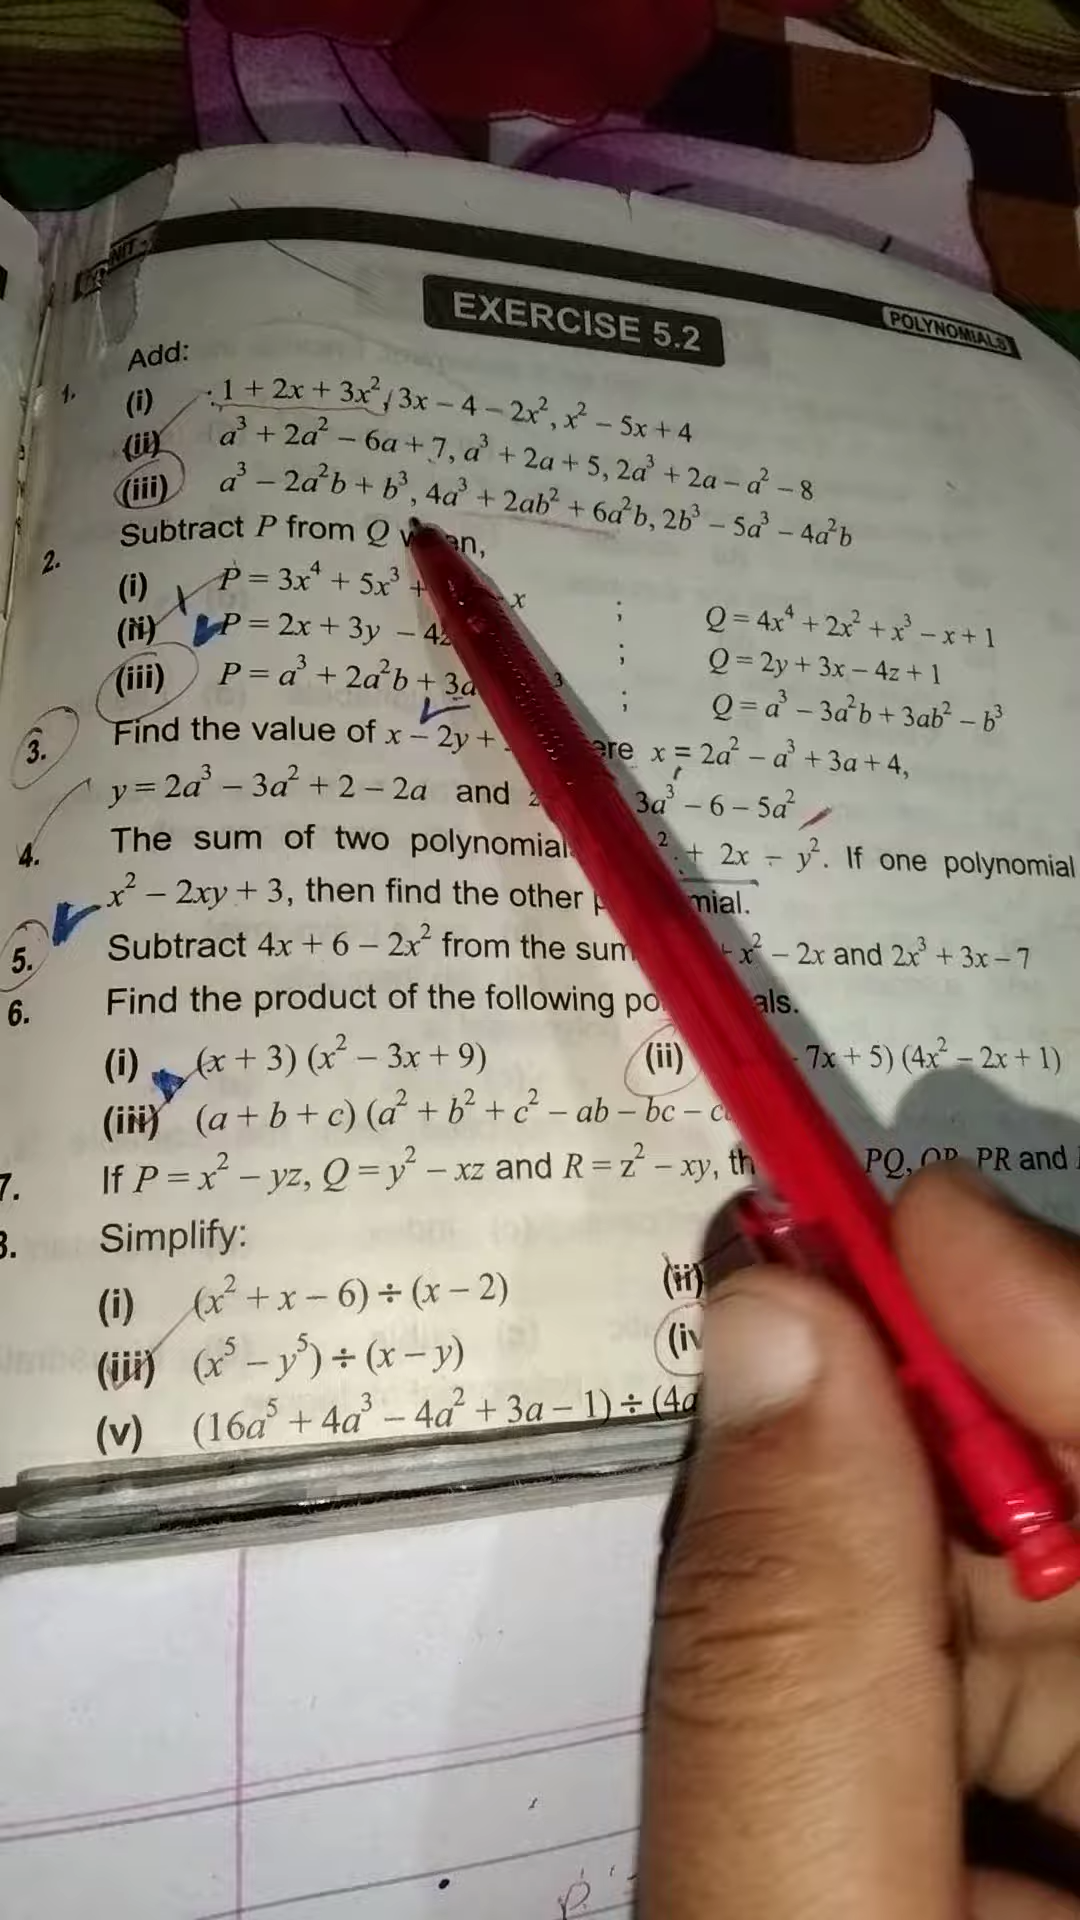 UNIT -
EXERCISE 5.2
POLYNOMIALS
1. Add:
(i) 1 + 2x + 3x², 3x – 4 – 2x², x² – 5x + 4
(ii) a³ + 2a² – 6a + 7, a³ + 2a + 5, 2a³ + 2a – a² – 8
(iii) a³ – 2a²b + b³, 4a³ + 2ab² + 6a²b, 2b³ – 5a³ – 4a²b
2. Subtract P from Q
(i) P = 3x⁴ + 5x³ + x ; Q = 4x⁴ + 2x² + x³ – x + 1
(ii) P = 2x + 3y – 4z ; Q = 2y + 3x – 4z + 1
(iii) P = a³ + 2a²b + 3a ; Q = a³ – 3a²b + 3ab² – b³
3. Find the value of x – 2y + x = 2a² – a³ + 3a + 4,
y = 2a³ – 3a² + 2 – 2a and 3a³ – 6 – 5a²
4. The sum of two + 2x – y². If one polynomial
x² – 2xy + 3, then find the other
5. Subtract 4x + 6 – 2x² from the sum x² – 2x and 2x³ + 3x – 7
6. Find the product of the following
(i) (x + 3) (x² – 3x + 9) (ii) 7x + 5) (4x² – 2x + 1)
(iii) (a + b + c) (a² + b² + c² – ab – bc –
7. If P = x² – yz, Q = y² – xz and R = z² – xy, PQ, PR and
8. Simplify:
(i) (x² + x – 6) ÷ (x – 2) (ii)
(iii) (x⁵ – y⁵) ÷ (x – y) (iv
(v) (16a⁵ + 4a³ – 4a² + 3a – 1) ÷ (4a